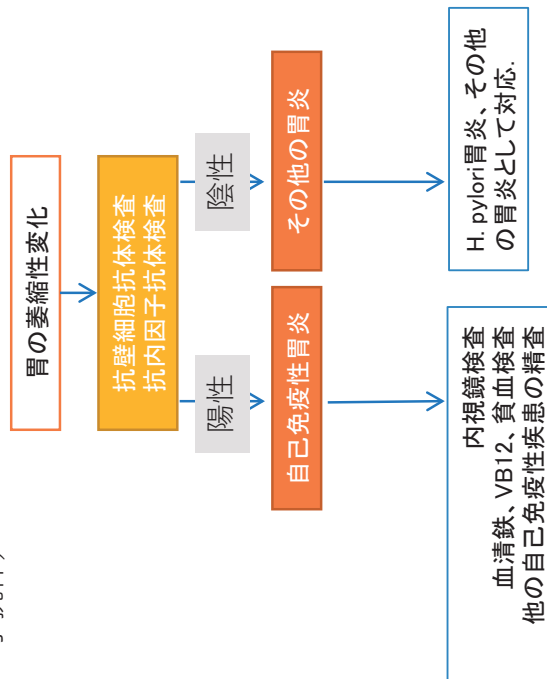 胃の萎縮性変化
抗壁細胞抗体検査
抗内因子抗体検査
陽性
陰性
自己免疫性胃炎
その他の胃炎
内視鏡検査
血清鉄、VB12、貧血検査
他の自己免疫性疾患の精査
H. pylori胃炎、その他
の胃炎として対応.